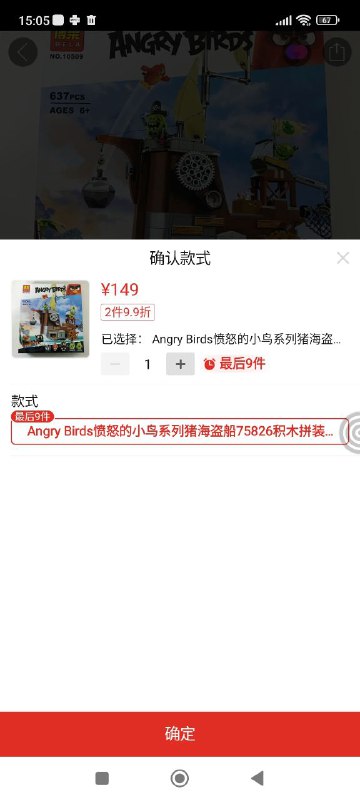 15:05
67
博乐
BELA
NO.10509
ANGRY BIRDS
637PCS
AGES 6+
确认款式
¥149
2件9.9折
已选择： Angry Birds愤怒的小鸟系列猪海盗...
1
最后9件
款式
最后9件
Angry Birds愤怒的小鸟系列猪海盗船75826积木拼装...
确定